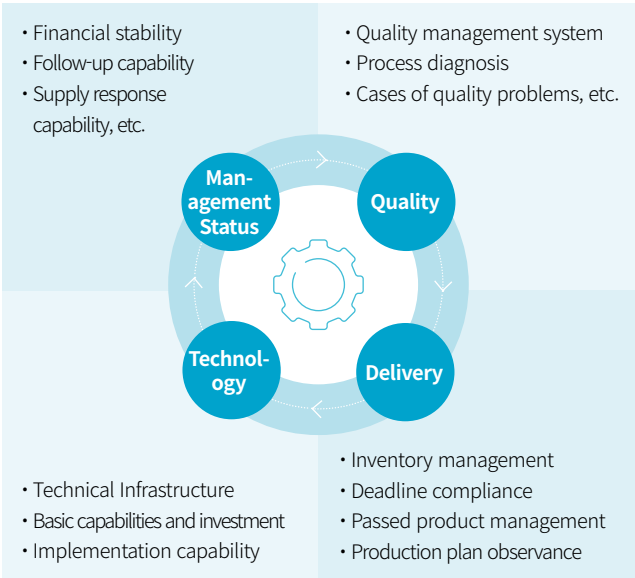 · Financial stability
· Follow-up capability
· Supply response
capability, etc.
· Quality management system
· Process diagnosis
· Cases of quality problems, etc.
Man-
agement
Status
Quality
Technol-
ogy
Delivery
· Technical Infrastructure
· Basic capabilities and investment
· Implementation capability
· Inventory management
· Deadline compliance
· Passed product management
· Production plan observance